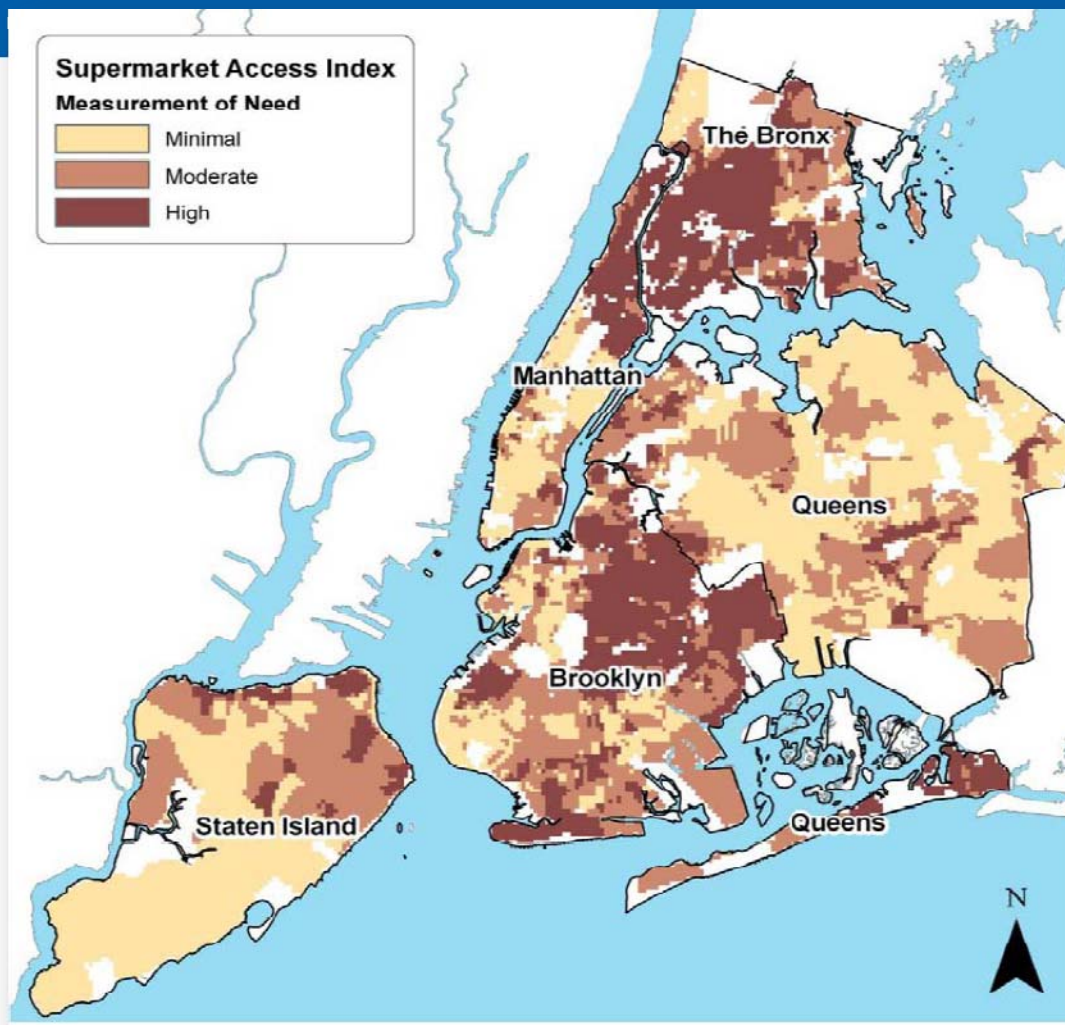 Supermarket Access Index
Measurement of Need
Minimal
Moderate
High
The Bronx
Manhattan
Queens
Brooklyn
Staten Island
Queens
N